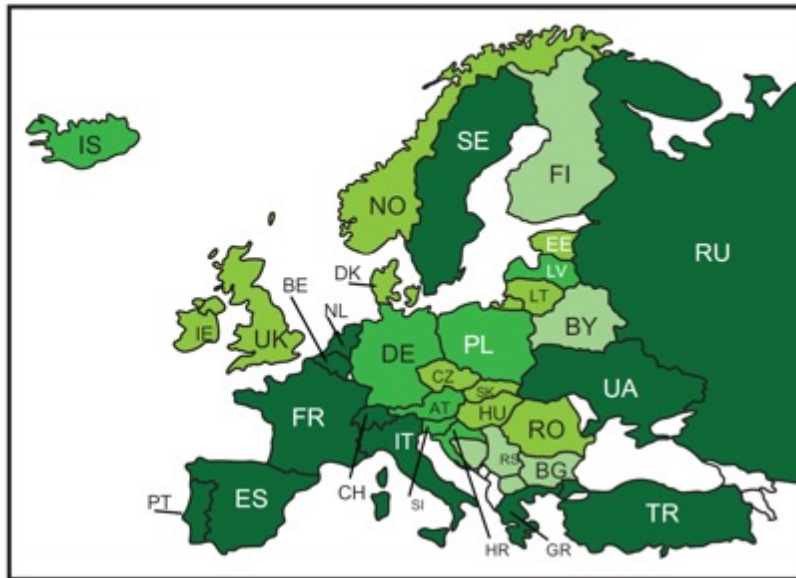 IS
SE
FI
NO
RU
EE
LV
DK
LT
BE
NL
BY
IE
UK
DE
PL
CZ
SK
UA
FR
AT
HU
RO
IT
RS
BG
PT
ES
CH
SI
TR
HR
GR